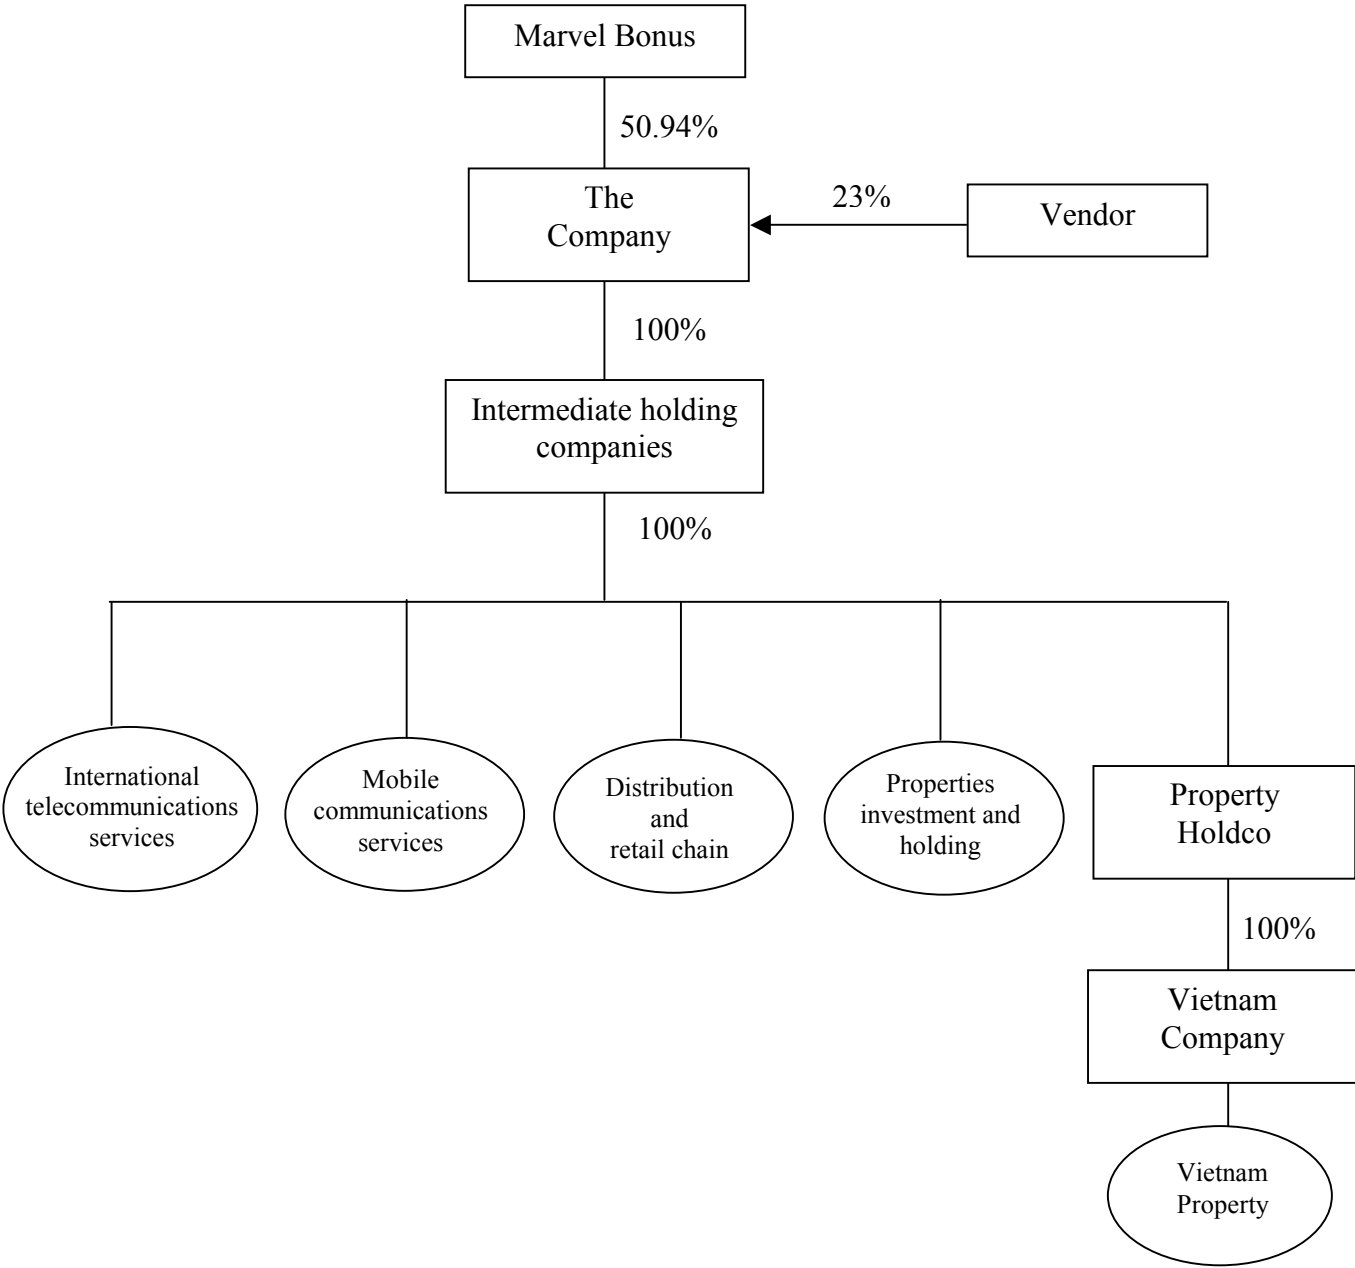 Marvel Bonus
50.94%
The
Company
23%
Vendor
100%
Intermediate holding
companies
100%
International
telecommunications
services
Mobile
communications
services
Distribution
and
retail chain
Properties
investment and
holding
Property
Holdco
100%
Vietnam
Company
Vietnam
Property